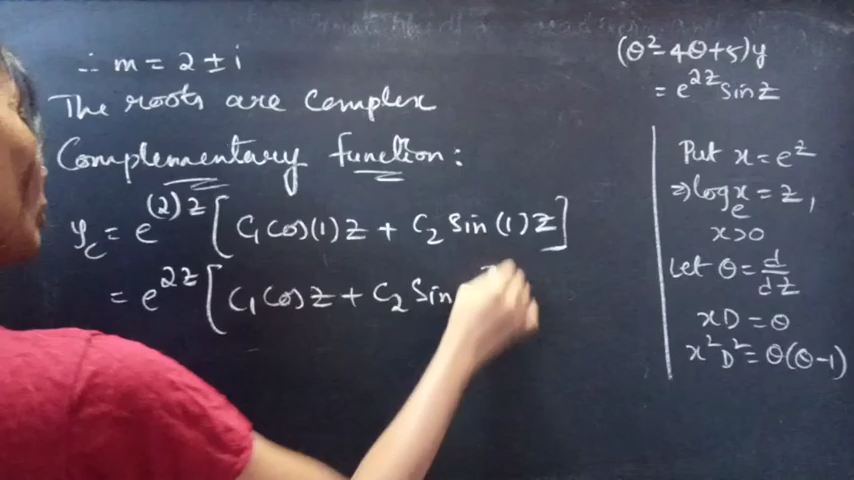 ∴ m = 2 ± i
The roots are complex
Complementary function:
y_c = e^(2)z [C₁ cos(1)z + C₂ sin(1)z]
= e^2z [C₁ cos z + C₂ sin
(θ² - 4θ + 5)y
= e^2z sin z
Put x = e^z
⇒ log_e x = z,
x > 0
Let θ = d/dz
xD = θ
x²D² = θ(θ-1)